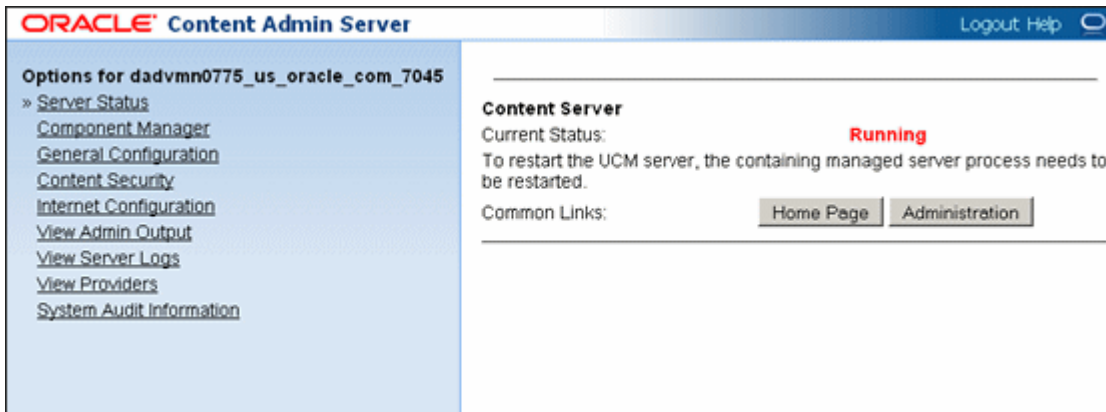 ORACLE Content Admin Server
Logout Help
Options for dadvmn0775_us_oracle_com_7045
» Server Status
Component Manager
General Configuration
Content Security
Internet Configuration
View Admin Output
View Server Logs
View Providers
System Audit Information
Content Server
Current Status: Running
To restart the UCM server, the containing managed server process needs to
be restarted.
Common Links: Home Page Administration